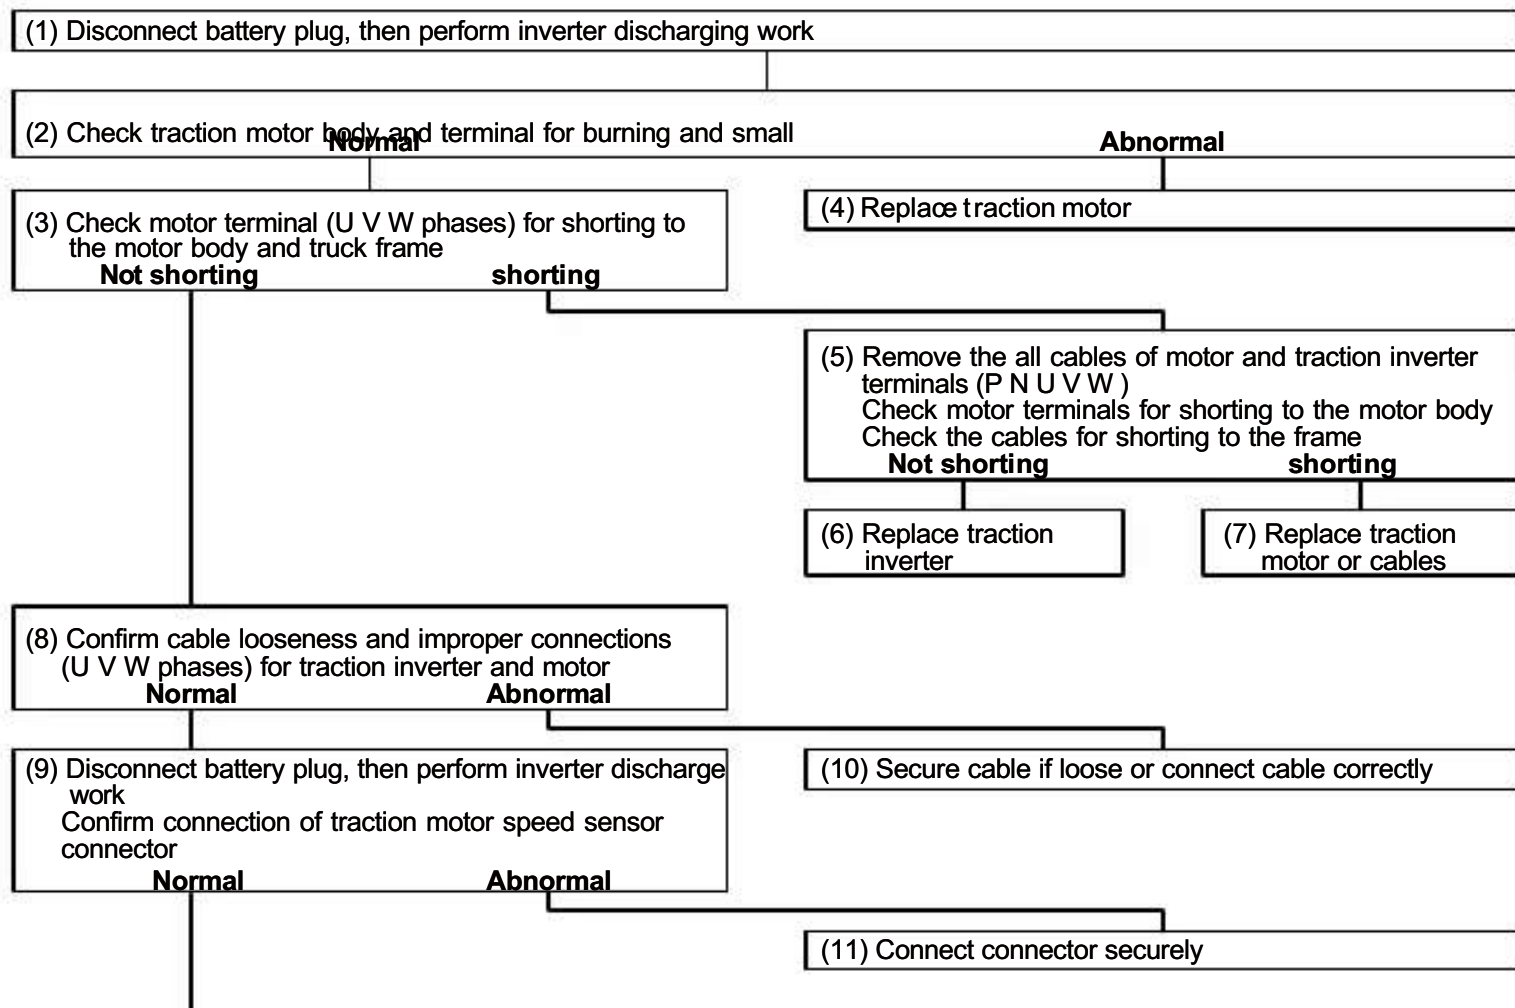 (1) Disconnect battery plug, then perform inverter discharging work
(2) Check traction motor body and terminal for burning and small
Normal
Abnormal
(3) Check motor terminal (U V W phases) for shorting to
the motor body and truck frame
Not shorting
shorting
(4) Replace traction motor
(5) Remove the all cables of motor and traction inverter
terminals (P N U V W )
Check motor terminals for shorting to the motor body
Check the cables for shorting to the frame
Not shorting
shorting
(6) Replace traction
inverter
(7) Replace traction
motor or cables
(8) Confirm cable looseness and improper connections
(U V W phases) for traction inverter and motor
Normal
Abnormal
(9) Disconnect battery plug, then perform inverter discharge
work
Confirm connection of traction motor speed sensor
connector
Normal
Abnormal
(10) Secure cable if loose or connect cable correctly
(11) Connect connector securely